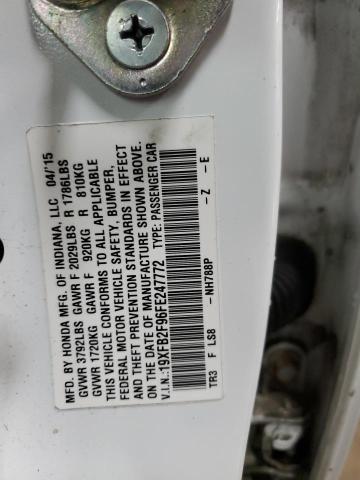 MFD. BY HONDA MFG. OF INDIANA, LLC 04/15
GVWR 3792LBS GAWR F 2029LBS R 1786LBS
GVWR 1720KG GAWR F 920KG R 810KG
THIS VEHICLE CONFORMS TO ALL APPLICABLE
FEDERAL MOTOR VEHICLE SAFETY, BUMPER,
AND THEFT PREVENTION STANDARDS IN EFFECT
ON THE DATE OF MANUFACTURE SHOWN ABOVE.
V.I.N.:19XFB2F96FE247772 TYPE: PASSENGER CAR
TR3 F LS8 -NH788P -Z -E